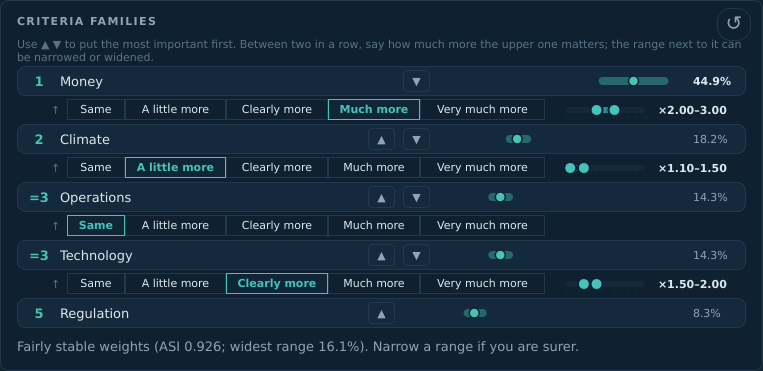 CRITERIA FAMILIES
↺
Use ▲ ▼ to put the most important first. Between two in a row, say how much more the upper one matters; the range next to it can
be narrowed or widened.
1 Money ▼ 44.9%
↑ Same A little more Clearly more Much more Very much more ×2.00–3.00
2 Climate ▲ ▼ 18.2%
↑ Same A little more Clearly more Much more Very much more ×1.10–1.50
=3 Operations ▲ ▼ 14.3%
↑ Same A little more Clearly more Much more Very much more
=3 Technology ▲ ▼ 14.3%
↑ Same A little more Clearly more Much more Very much more ×1.50–2.00
5 Regulation ▲ 8.3%
Fairly stable weights (ASI 0.926; widest range 16.1%). Narrow a range if you are surer.